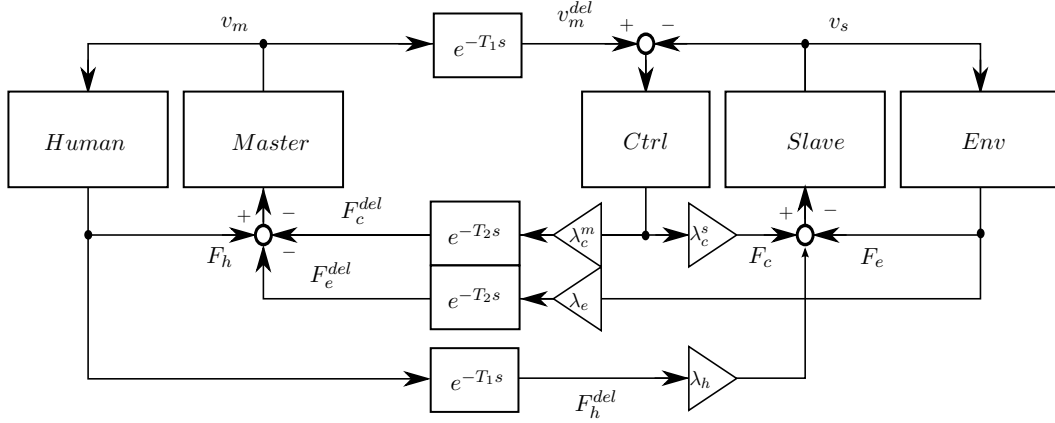 v_m
v_m^{del}
v_s
e^{-T_1 s}
+
−
Human
Master
Ctrl
Slave
Env
F_c^{del}
+
−
+
−
e^{-T_2 s}
λ_c^m
λ_c^s
F_h
−
F_c
F_e
F_e^{del}
e^{-T_2 s}
λ_e
e^{-T_1 s}
λ_h
F_h^{del}